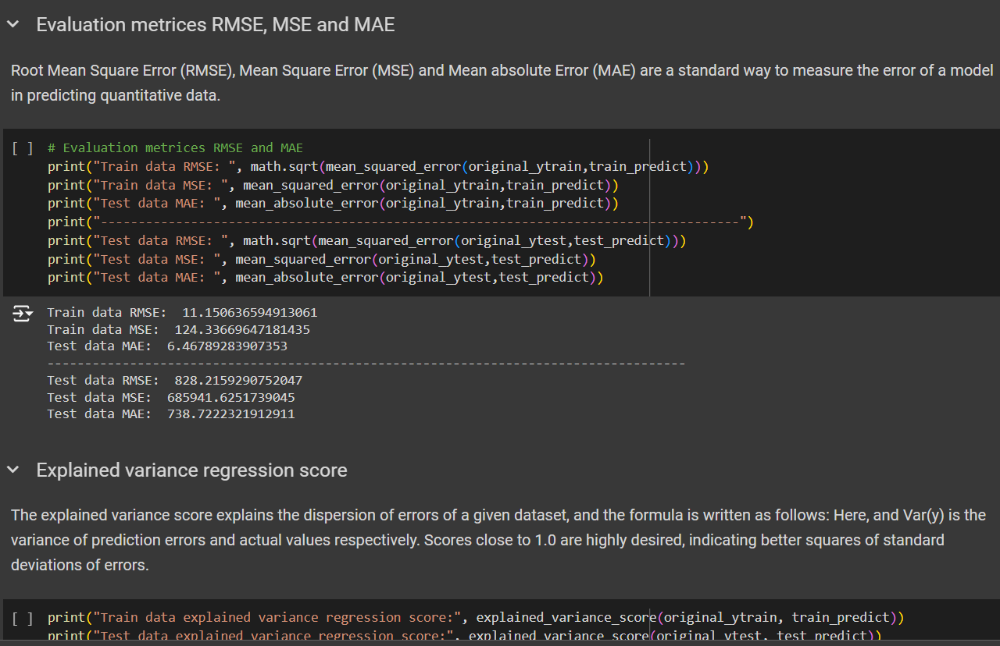 Evaluation metrices RMSE, MSE and MAE
Root Mean Square Error (RMSE), Mean Square Error (MSE) and Mean absolute Error (MAE) are a standard way to measure the error of a model
in predicting quantitative data.
[ ] # Evaluation metrices RMSE and MAE
print("Train data RMSE: ", math.sqrt(mean_squared_error(original_ytrain,train_predict)))
print("Train data MSE: ", mean_squared_error(original_ytrain,train_predict))
print("Test data MAE: ", mean_absolute_error(original_ytrain,train_predict))
print("-------------------------------------------------------------------------------------")
print("Test data RMSE: ", math.sqrt(mean_squared_error(original_ytest,test_predict)))
print("Test data MSE: ", mean_squared_error(original_ytest,test_predict))
print("Test data MAE: ", mean_absolute_error(original_ytest,test_predict))
Train data RMSE:  11.150636594913061
Train data MSE:  124.33669647181435
Test data MAE:  6.46789283907353
-------------------------------------------------------------------------------------
Test data RMSE:  828.2159290752047
Test data MSE:  685941.6251739045
Test data MAE:  738.7222321912911
Explained variance regression score
The explained variance score explains the dispersion of errors of a given dataset, and the formula is written as follows: Here, and Var(y) is the
variance of prediction errors and actual values respectively. Scores close to 1.0 are highly desired, indicating better squares of standard
deviations of errors.
[ ] print("Train data explained variance regression score:", explained_variance_score(original_ytrain, train_predict))
print("Test data explained variance regression score:", explained_variance_score(original_ytest, test_predict))